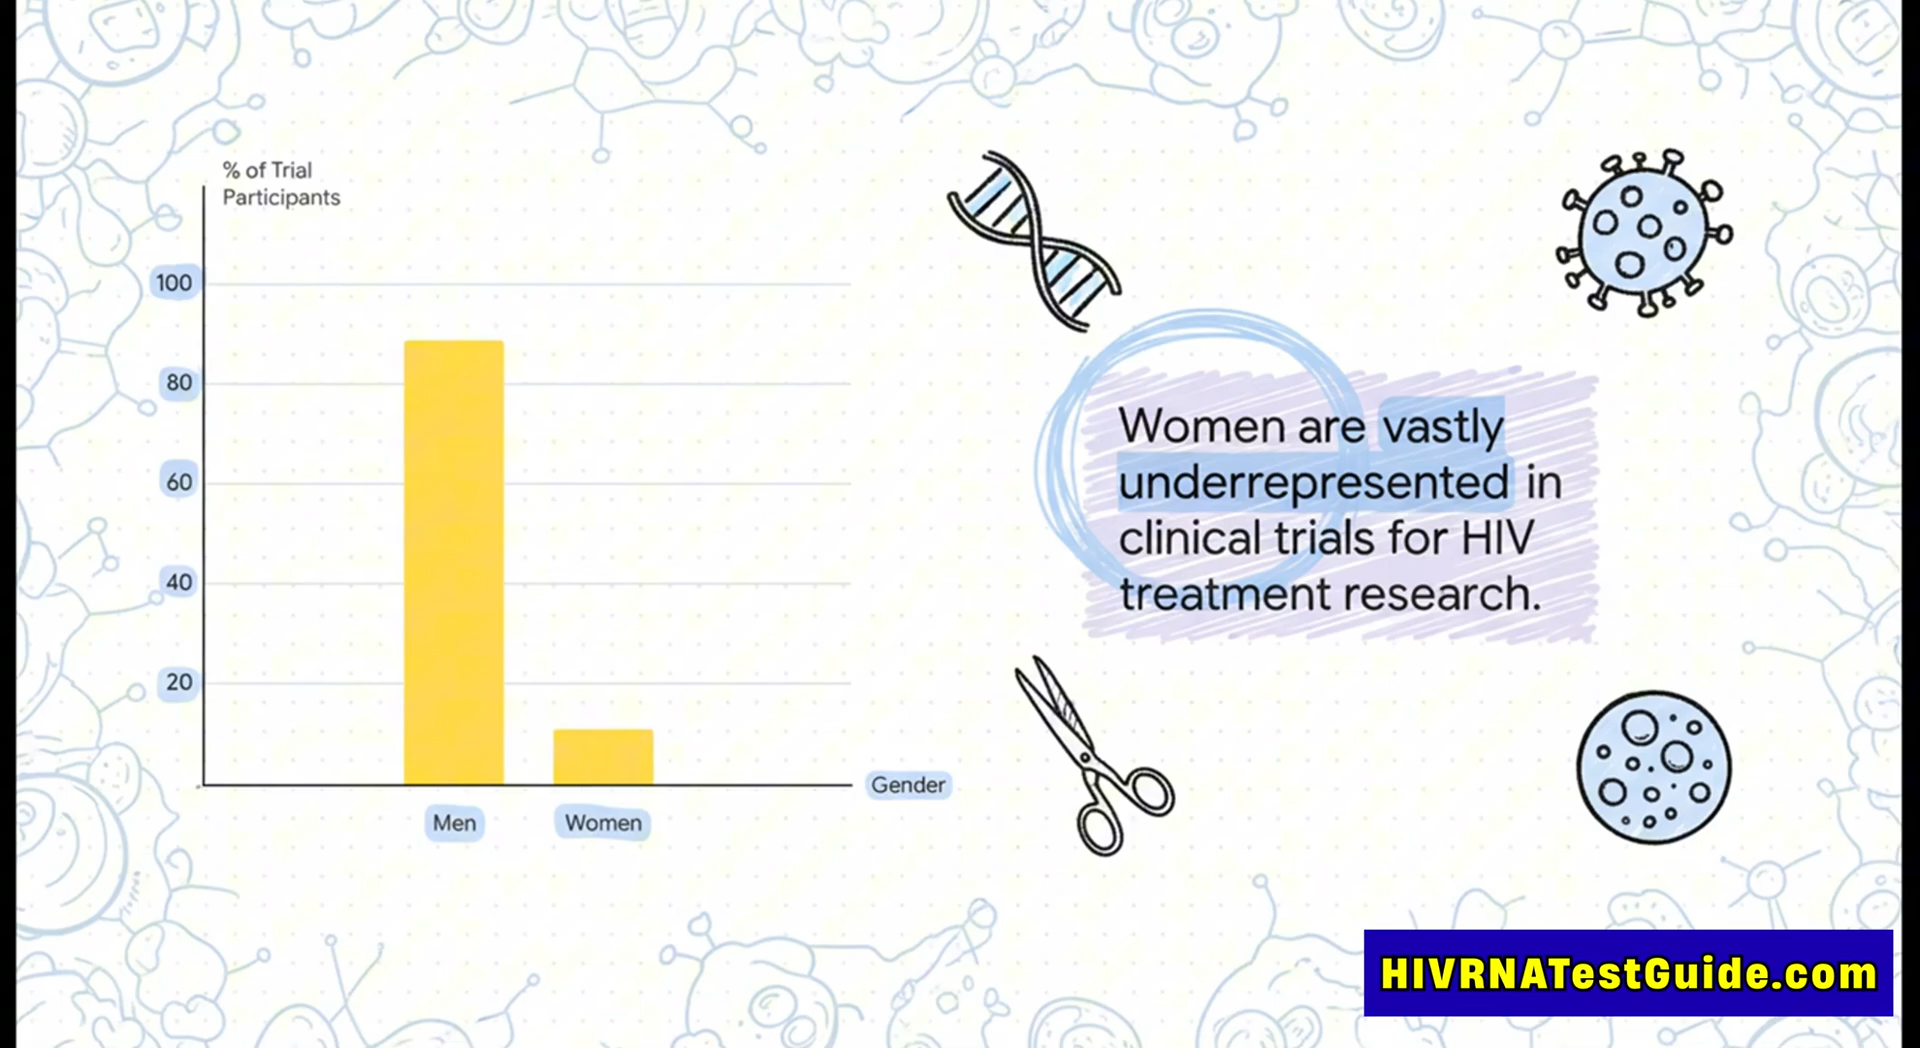 % of Trial
Participants
100
80
60
40
20
Men
Women
Gender
Women are vastly
underrepresented in
clinical trials for HIV
treatment research.
HIVRNATestGuide.com